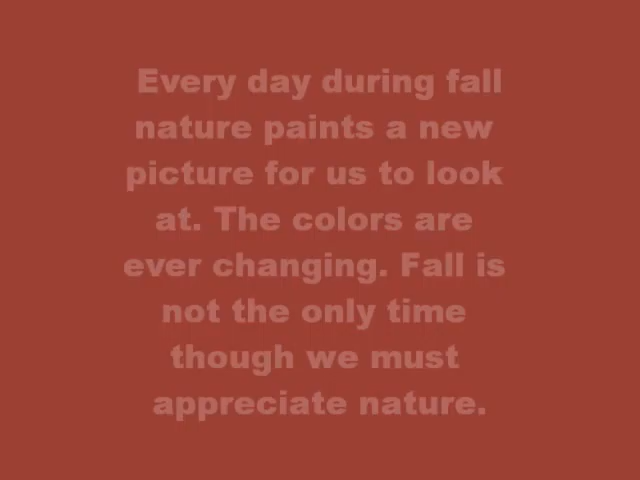 Every day during fall
nature paints a new
picture for us to look
at. The colors are
ever changing. Fall is
not the only time
though we must
appreciate nature.